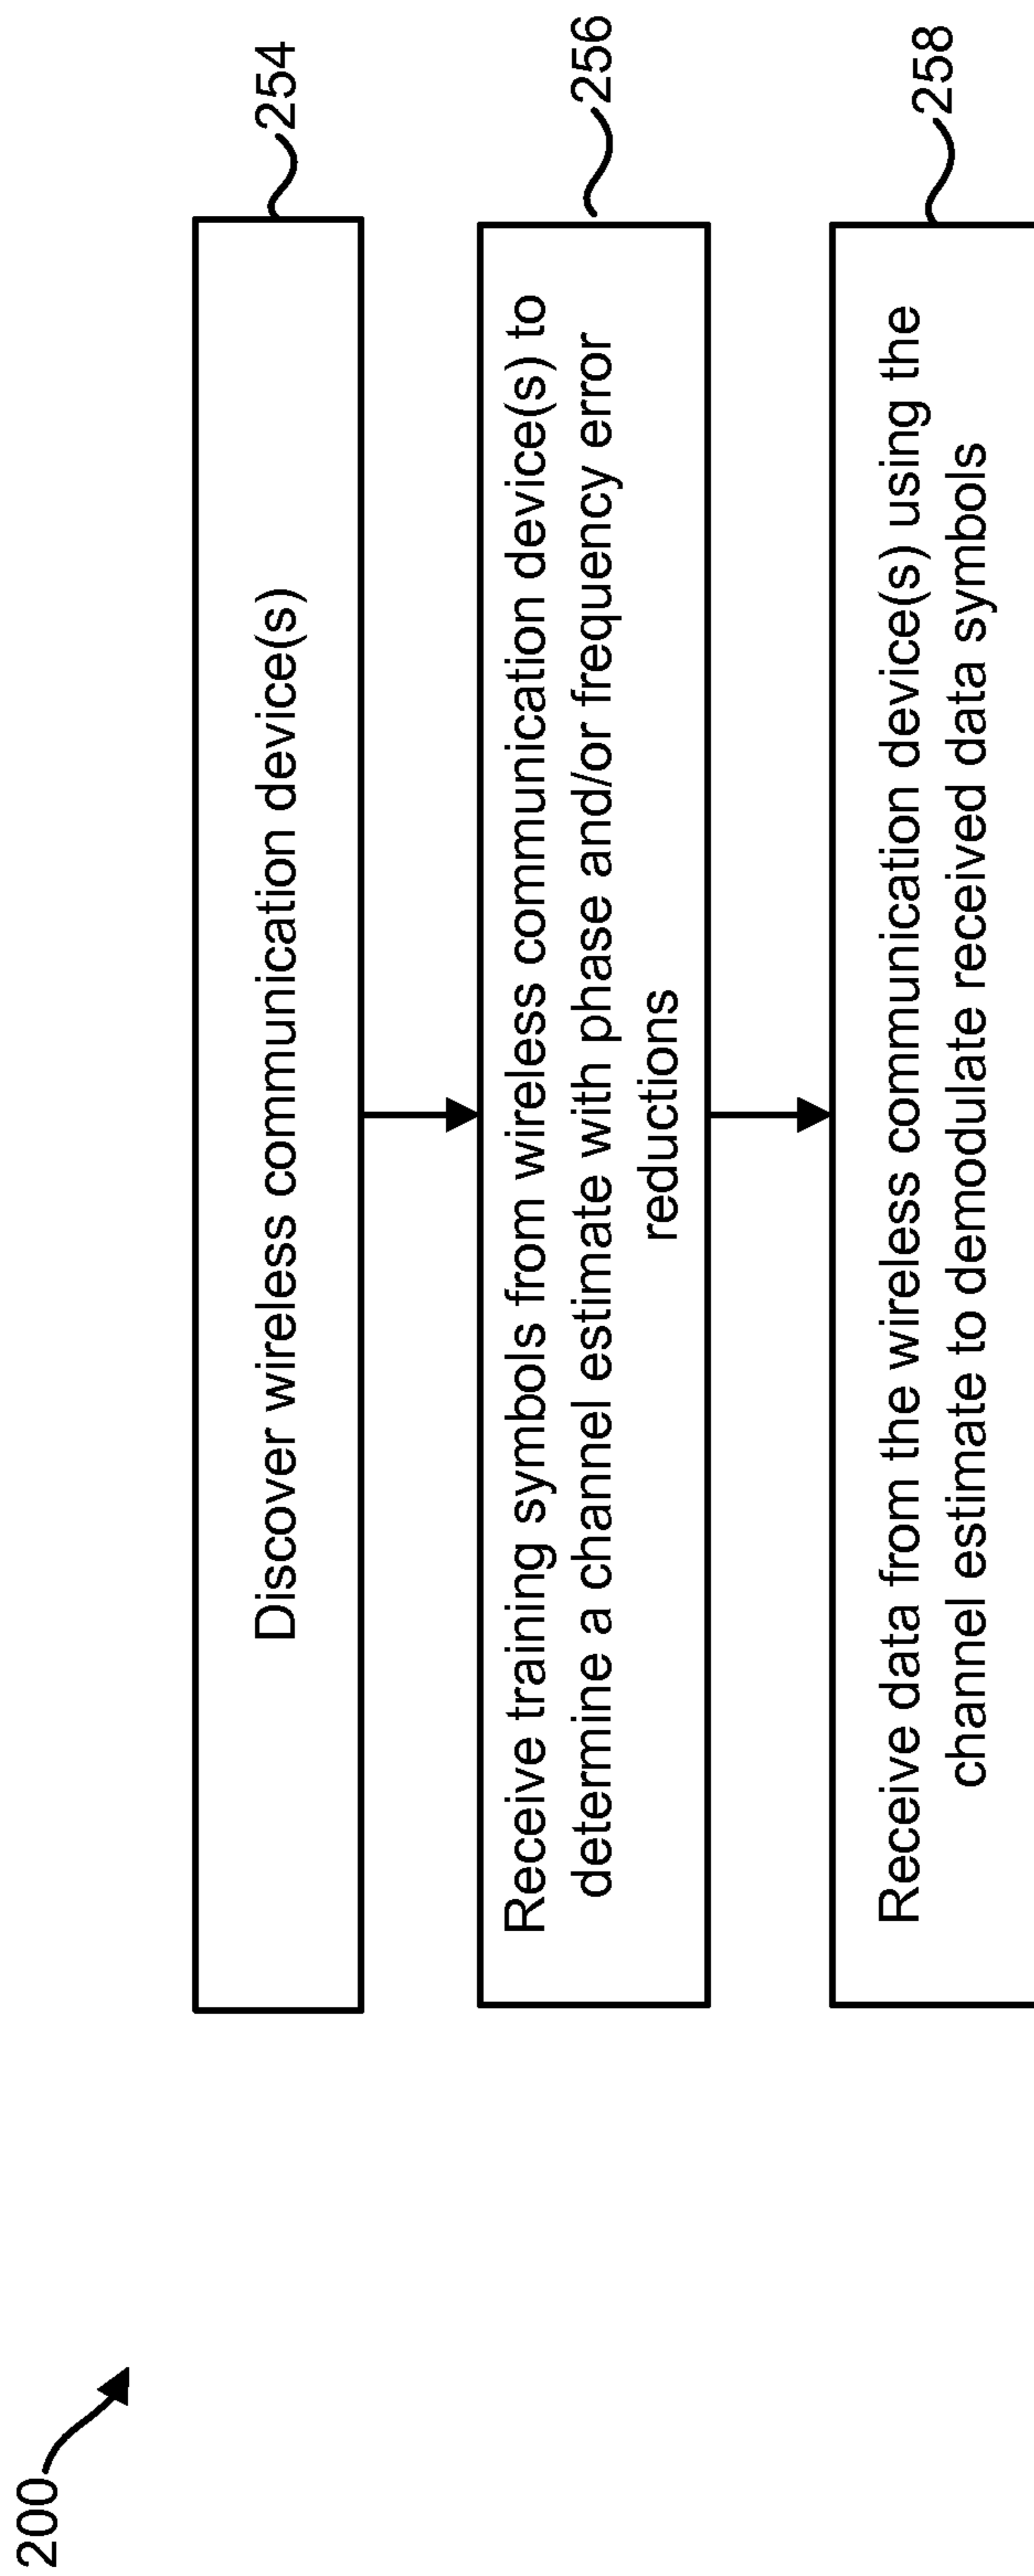 200
Discover wireless communication device(s)
254
Receive training symbols from wireless communication device(s) to
determine a channel estimate with phase and/or frequency error
reductions
256
Receive data from the wireless communication device(s) using the
channel estimate to demodulate received data symbols
258